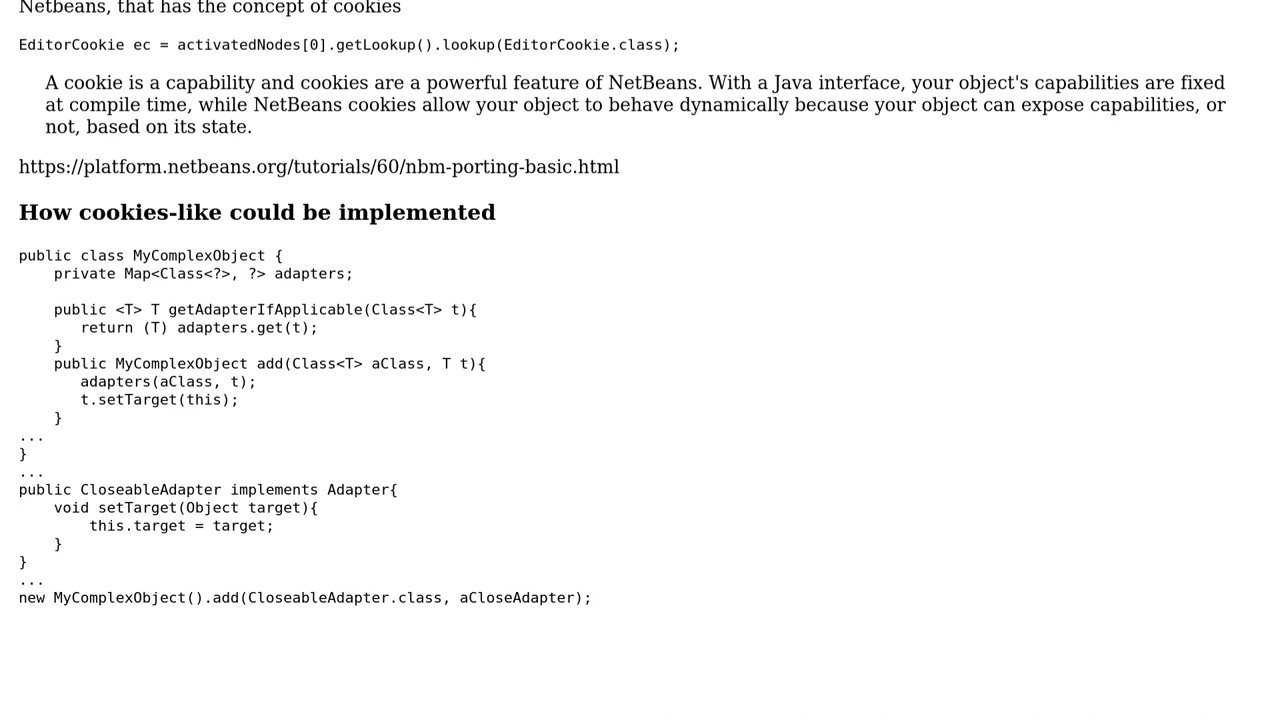 Netbeans, that has the concept of cookies
EditorCookie ec = activatedNodes[0].getLookup().lookup(EditorCookie.class);
A cookie is a capability and cookies are a powerful feature of NetBeans. With a Java interface, your object's capabilities are fixed
at compile time, while NetBeans cookies allow your object to behave dynamically because your object can expose capabilities, or
not, based on its state.
https://platform.netbeans.org/tutorials/60/nbm-porting-basic.html
How cookies-like could be implemented
public class MyComplexObject {
    private Map<Class<?>, ?> adapters;
    public <T> T getAdapterIfApplicable(Class<T> t){
       return (T) adapters.get(t);
    }
    public MyComplexObject add(Class<T> aClass, T t){
       adapters(aClass, t);
       t.setTarget(this);
    }
...
}
...
public CloseableAdapter implements Adapter{
    void setTarget(Object target){
        this.target = target;
    }
}
...
new MyComplexObject().add(CloseableAdapter.class, aCloseAdapter);